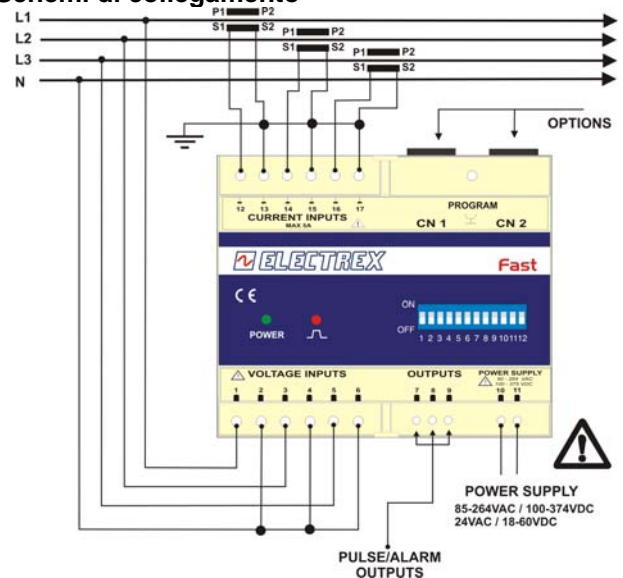 Schemi di collegamento
L1
L2
L3
N
P1 P2
S1 S2
P1 P2
S1 S2
P1 P2
S1 S2
OPTIONS
12 13 14 15 16 17
CURRENT INPUTS
MAX 5A
PROGRAM
CN 1 CN 2
ELECTREX
Fast
CE
POWER
ON
OFF
1 2 3 4 5 6 7 8 9 10 11 12
VOLTAGE INPUTS
1 2 3 4 5 6
OUTPUTS
7 8 9
POWER SUPPLY
10 11
POWER SUPPLY
85-264VAC / 100-374VDC
24VAC / 18-60VDC
PULSE/ALARM
OUTPUTS